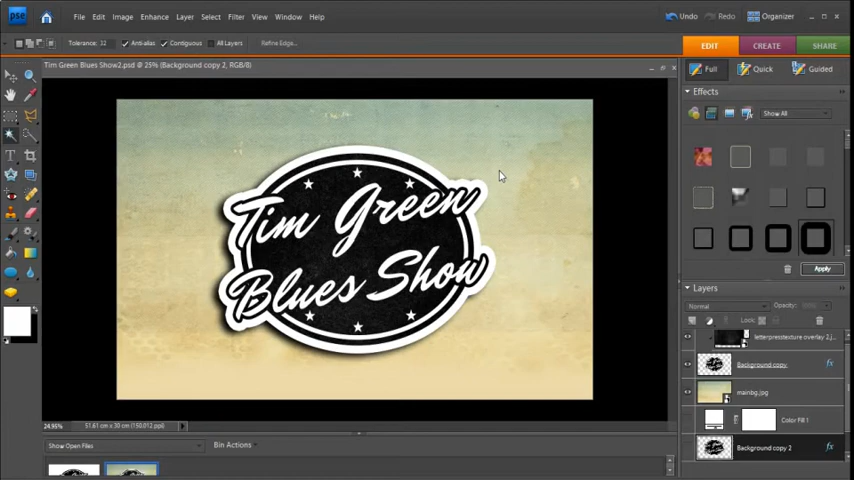 pse File Edit Image Enhance Layer Select Filter View Window Help Undo Redo Organizer
Tolerance: 32 Anti-alias Contiguous All Layers Refine Edge... EDIT CREATE SHARE
Tim Green Blues Show2.psd @ 25% (Background copy 2, RGB/8) Full Quick Guided
Effects
Show All
Tim Green
Blues Show
Apply
Layers
Normal Opacity:
Lock:
letterpresstexture overlay 2.j...
Background copy fx
mainbg.jpg
Color Fill 1
24.95% 51.61 cm x 30 cm (150.012 ppi)
Show Open Files Bin Actions Background copy 2 fx